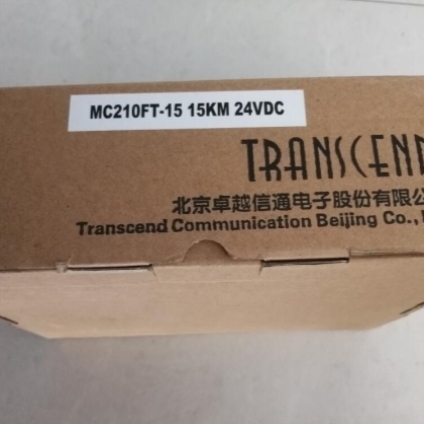 MC210FT-15 15KM 24VDC
TRANSCEND
北京卓越信通电子股份有限公
Transcend Communication Beijing Co.,